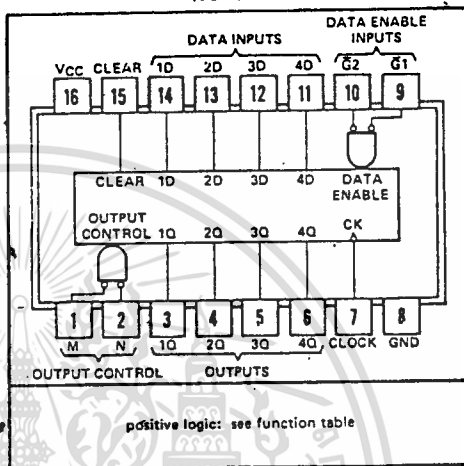 DATA ENABLE
DATA INPUTS INPUTS
VCC CLEAR 1D 2D 3D 4D G̅2 G̅1
16 15 14 13 12 11 10 9
CLEAR 1D 2D 3D 4D DATA
ENABLE
OUTPUT
CONTROL 1Q 2Q 3Q 4Q CK
1 2 3 4 5 6 7 8
M N 1Q 2Q 3Q 4Q CLOCK GND
OUTPUT CONTROL OUTPUTS
positive logic: see function table